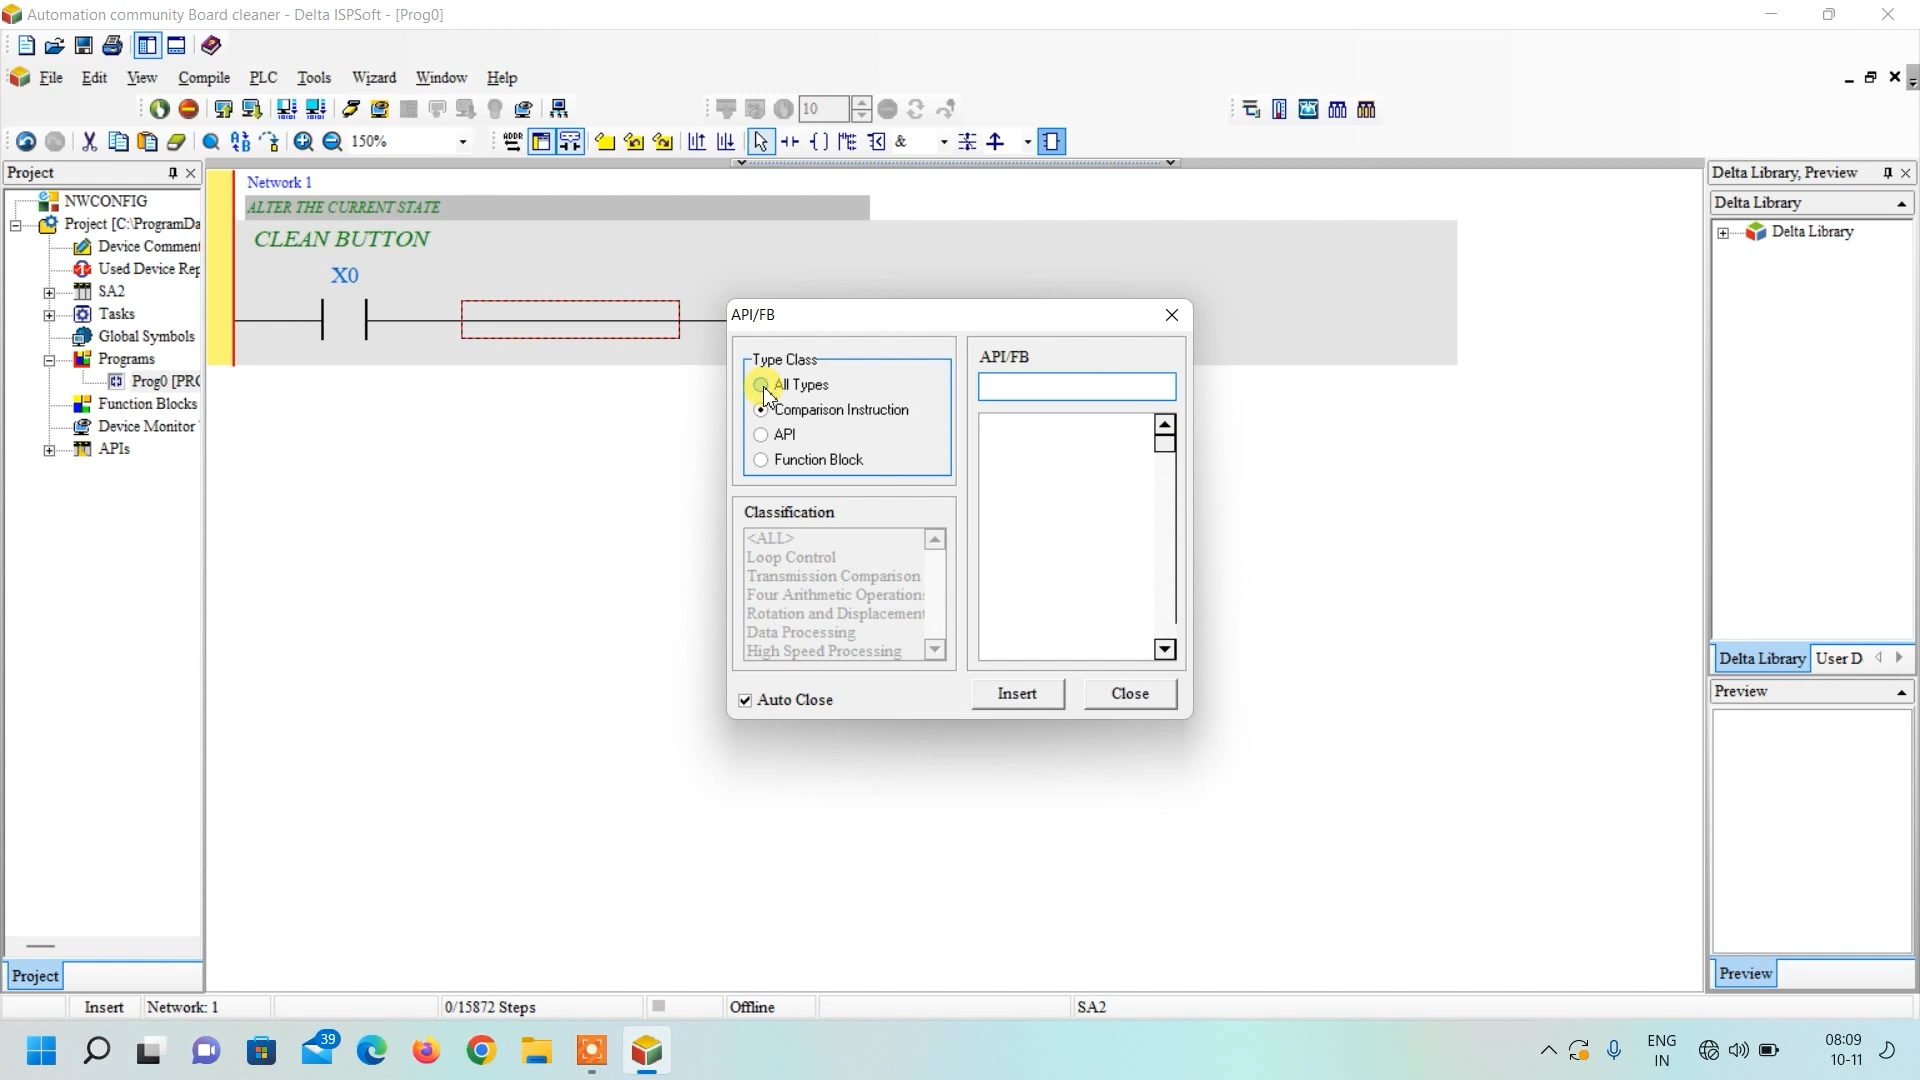 Automation community Board cleaner - Delta ISPSoft - [Prog0]
File Edit View Compile PLC Tools Wizard Window Help
10
150%
ADDR
&
Project
NWCONFIG
Project [C:\ProgramDa
Device Comment
Used Device Rep
SA2
Tasks
Global Symbols
Programs
Prog0 [PRG
Function Blocks
Device Monitor
APIs
Project
Network 1
ALTER THE CURRENT STATE
CLEAN BUTTON
X0
API/FB
Type Class
All Types
Comparison Instruction
API
Function Block
Classification
<ALL>
Loop Control
Transmission Comparison
Four Arithmetic Operation
Rotation and Displacement
Data Processing
High Speed Processing
Auto Close
API/FB
Insert
Close
Delta Library, Preview
Delta Library
Delta Library
Delta Library User D
Preview
Preview
Insert Network: 1 0/15872 Steps Offline SA2
39
ENG
IN
08:09
10-11